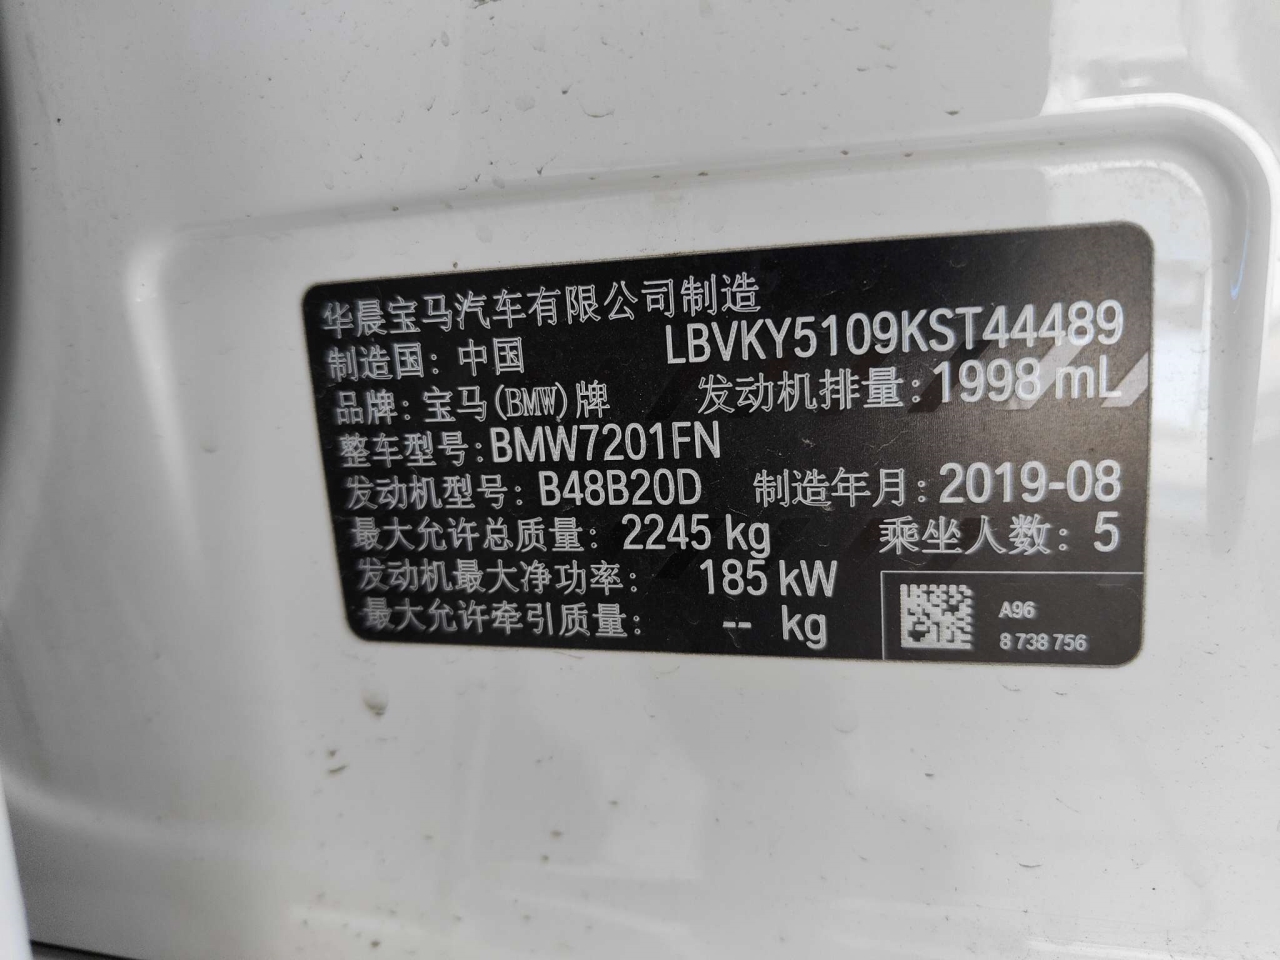 华晨宝马汽车有限公司制造
制造国：中国 LBVKY5109KST44489
品牌：宝马(BMW)牌 发动机排量：1998 mL
整车型号：BMW7201FN
发动机型号：B48B20D 制造年月：2019-08
最大允许总质量：2245 kg 乘坐人数：5
发动机最大净功率：185 kW
最大允许牵引质量：-- kg
A96
8 738 756